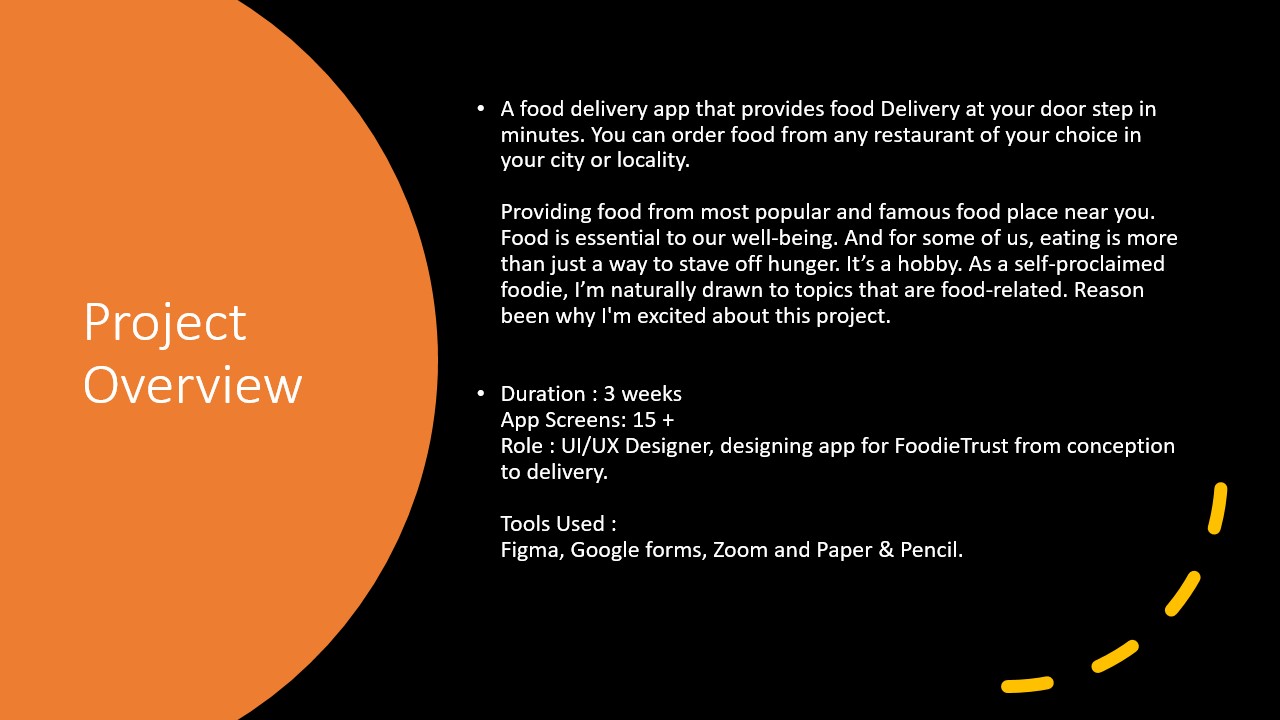 Project
Overview
• A food delivery app that provides food Delivery at your door step in
minutes. You can order food from any restaurant of your choice in
your city or locality.
Providing food from most popular and famous food place near you.
Food is essential to our well-being. And for some of us, eating is more
than just a way to stave off hunger. It’s a hobby. As a self-proclaimed
foodie, I’m naturally drawn to topics that are food-related. Reason
been why I'm excited about this project.
• Duration : 3 weeks
App Screens: 15 +
Role : UI/UX Designer, designing app for FoodieTrust from conception
to delivery.
Tools Used :
Figma, Google forms, Zoom and Paper & Pencil.